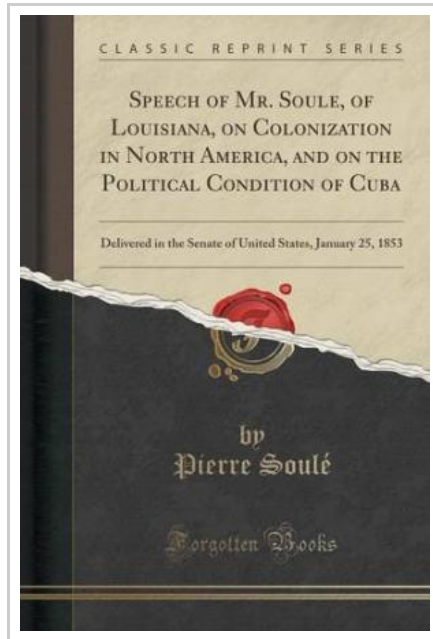 CLASSIC REPRINT SERIES
SPEECH OF MR. SOULE, OF
LOUISIANA, ON COLONIZATION
IN NORTH AMERICA, AND ON THE
POLITICAL CONDITION OF CUBA
Delivered in the Senate of United States, January 25, 1853
F
by
Pierre Soulé
Forgotten Books